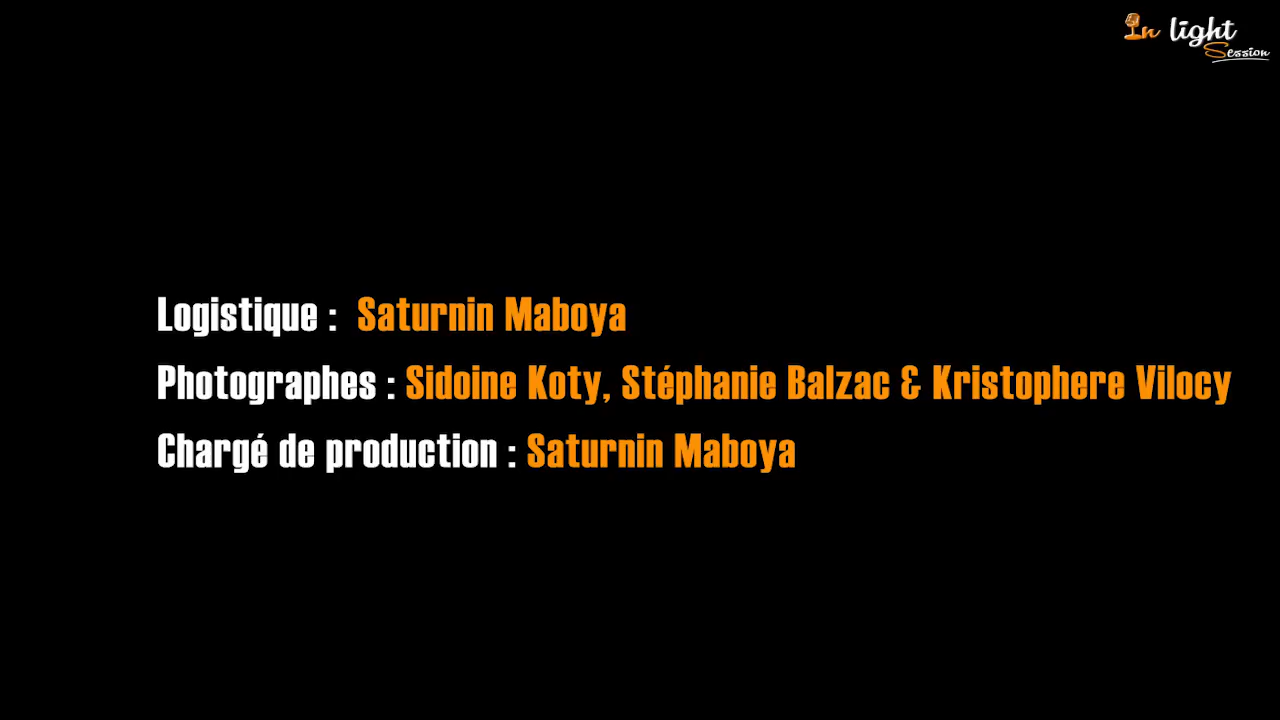 In light
Session
Logistique : Saturnin Maboya
Photographes : Sidoine Koty, Stéphanie Balzac & Kristophere Vilocy
Chargé de production : Saturnin Maboya